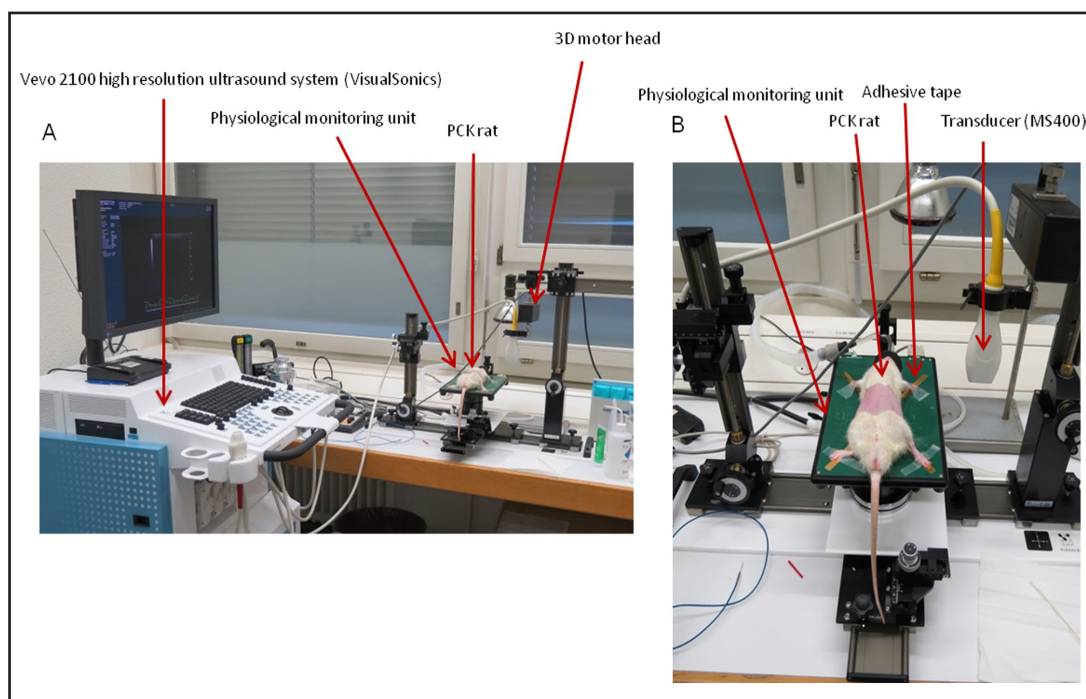 3D motor head
Vevo 2100 high resolution ultrasound system (VisualSonics)
A
Physiological monitoring unit
PCK rat
Physiological monitoring unit
Adhesive tape
B
PCK rat
Transducer (MS400)